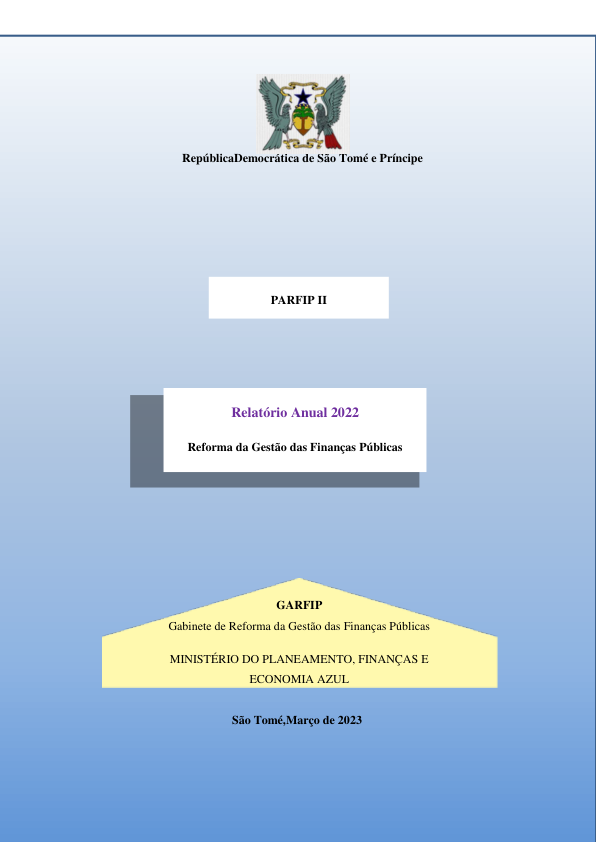 RepúblicaDemocrática de São Tomé e Príncipe
PARFIP II
Relatório Anual 2022
Reforma da Gestão das Finanças Públicas
GARFIP
Gabinete de Reforma da Gestão das Finanças Públicas
MINISTÉRIO DO PLANEAMENTO, FINANÇAS E
ECONOMIA AZUL
São Tomé,Março de 2023